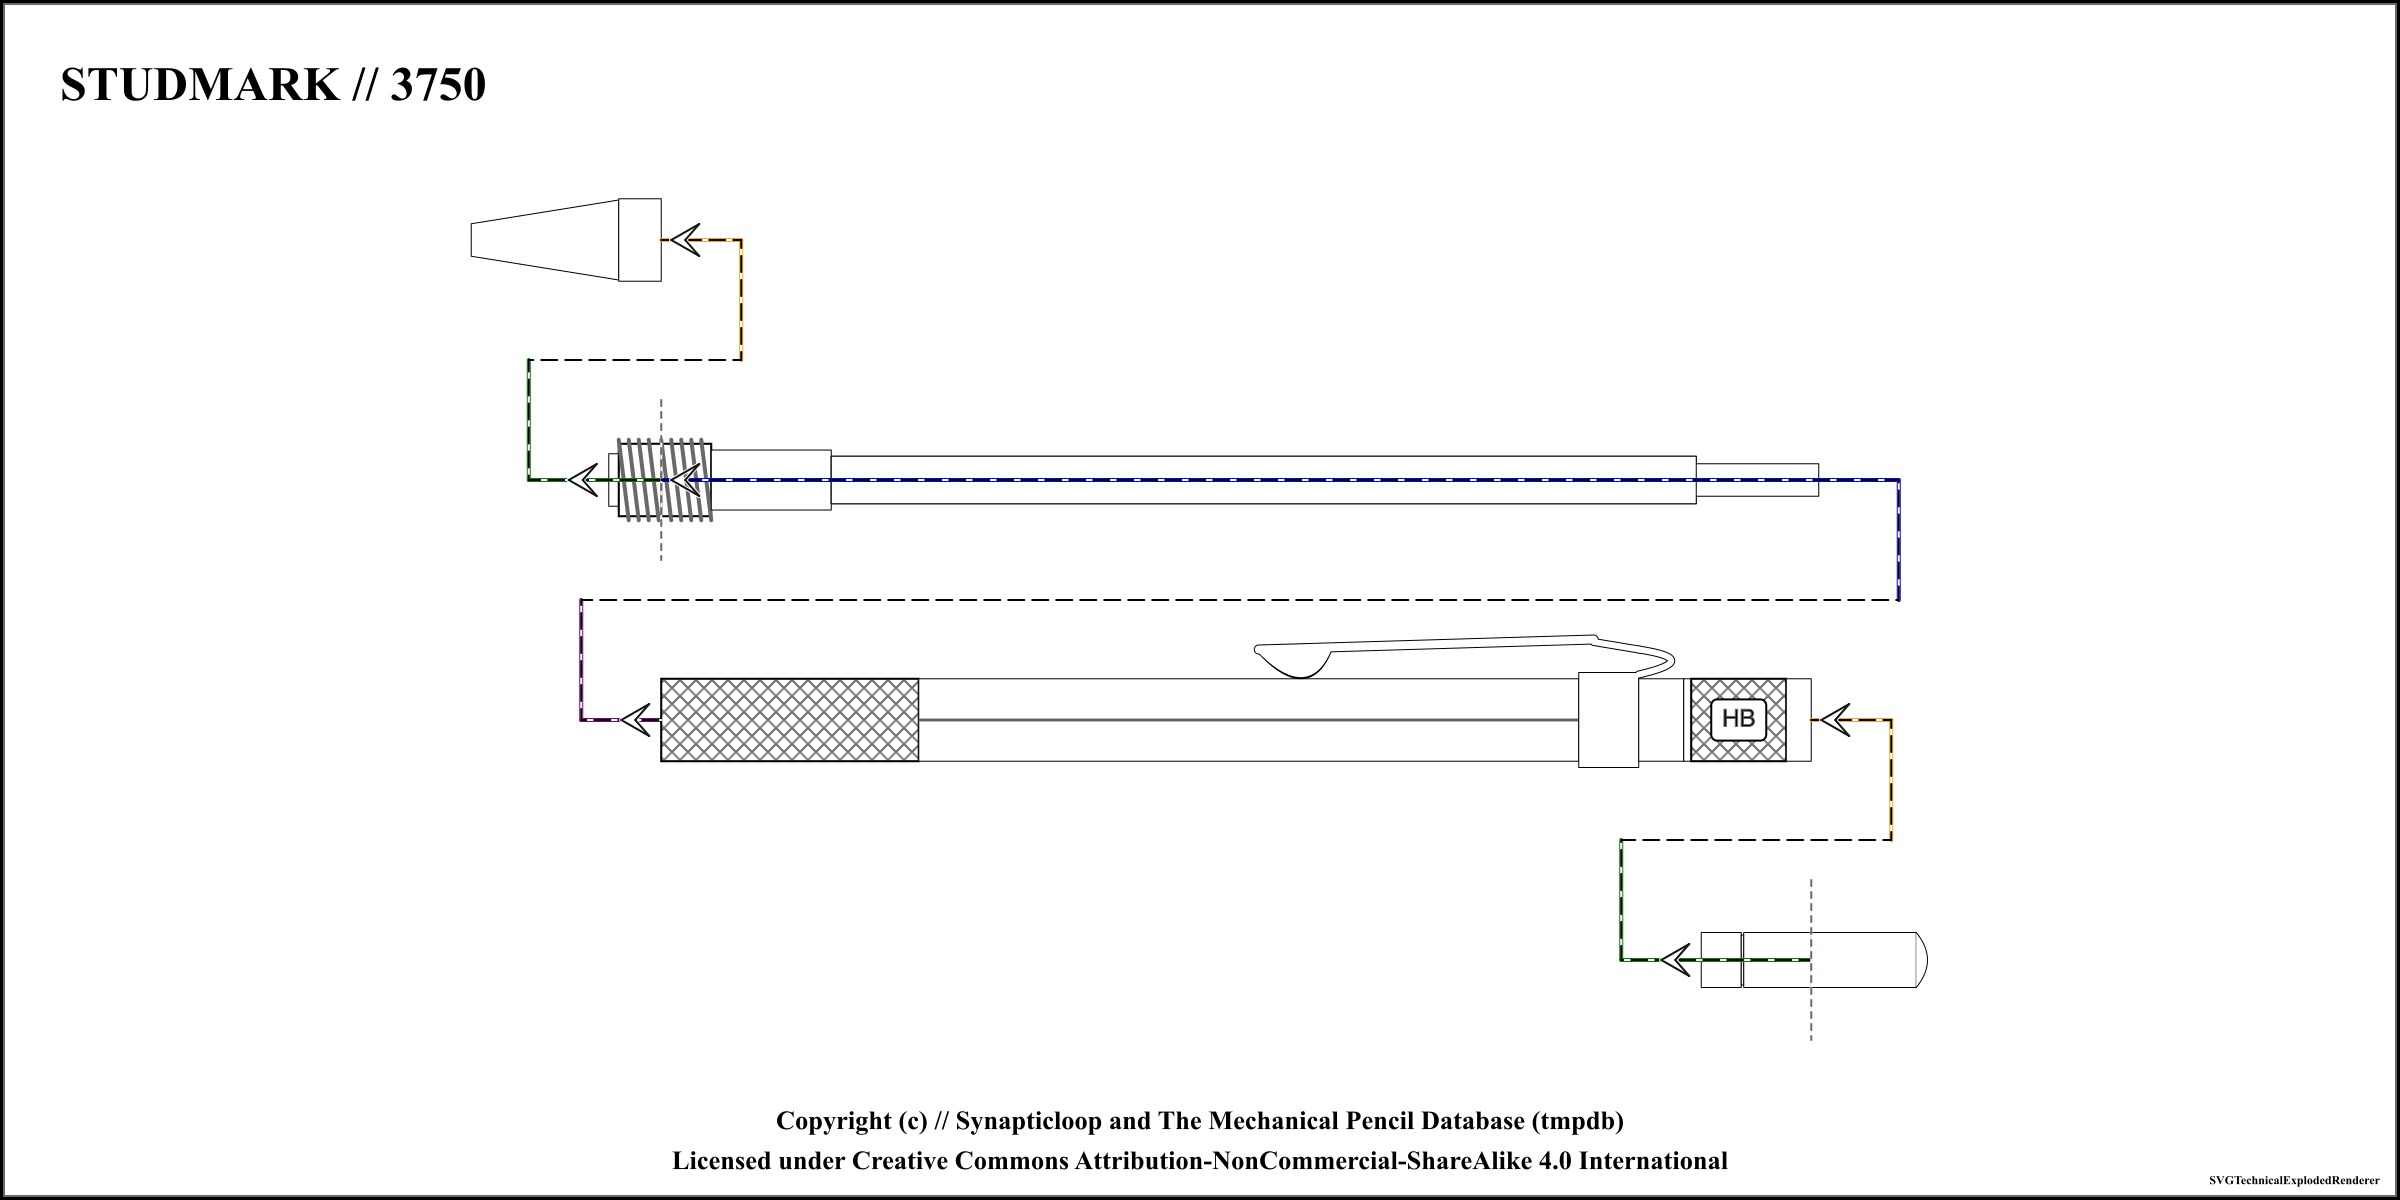 STUDMARK // 3750
HB
Copyright (c) // Synapticloop and The Mechanical Pencil Database (tmpdb)
Licensed under Creative Commons Attribution-NonCommercial-ShareAlike 4.0 International
SVGTechnicalExplodedRenderer